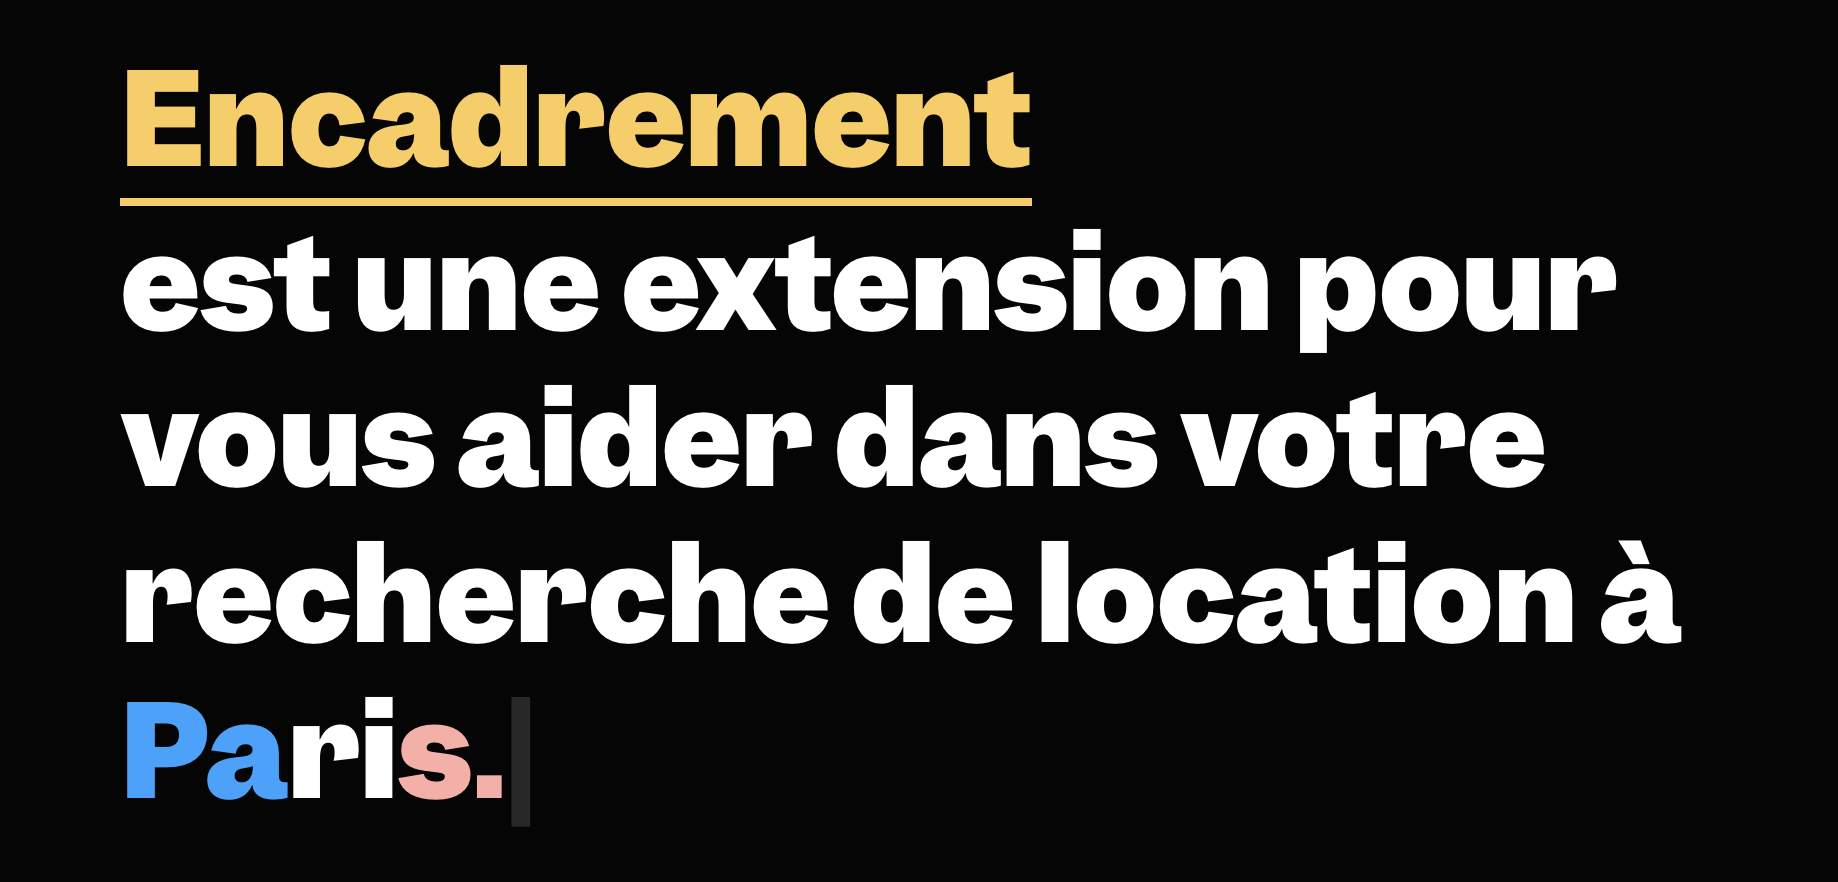 Encadrement
est une extension pour
vous aider dans votre
recherche de location à
Paris.